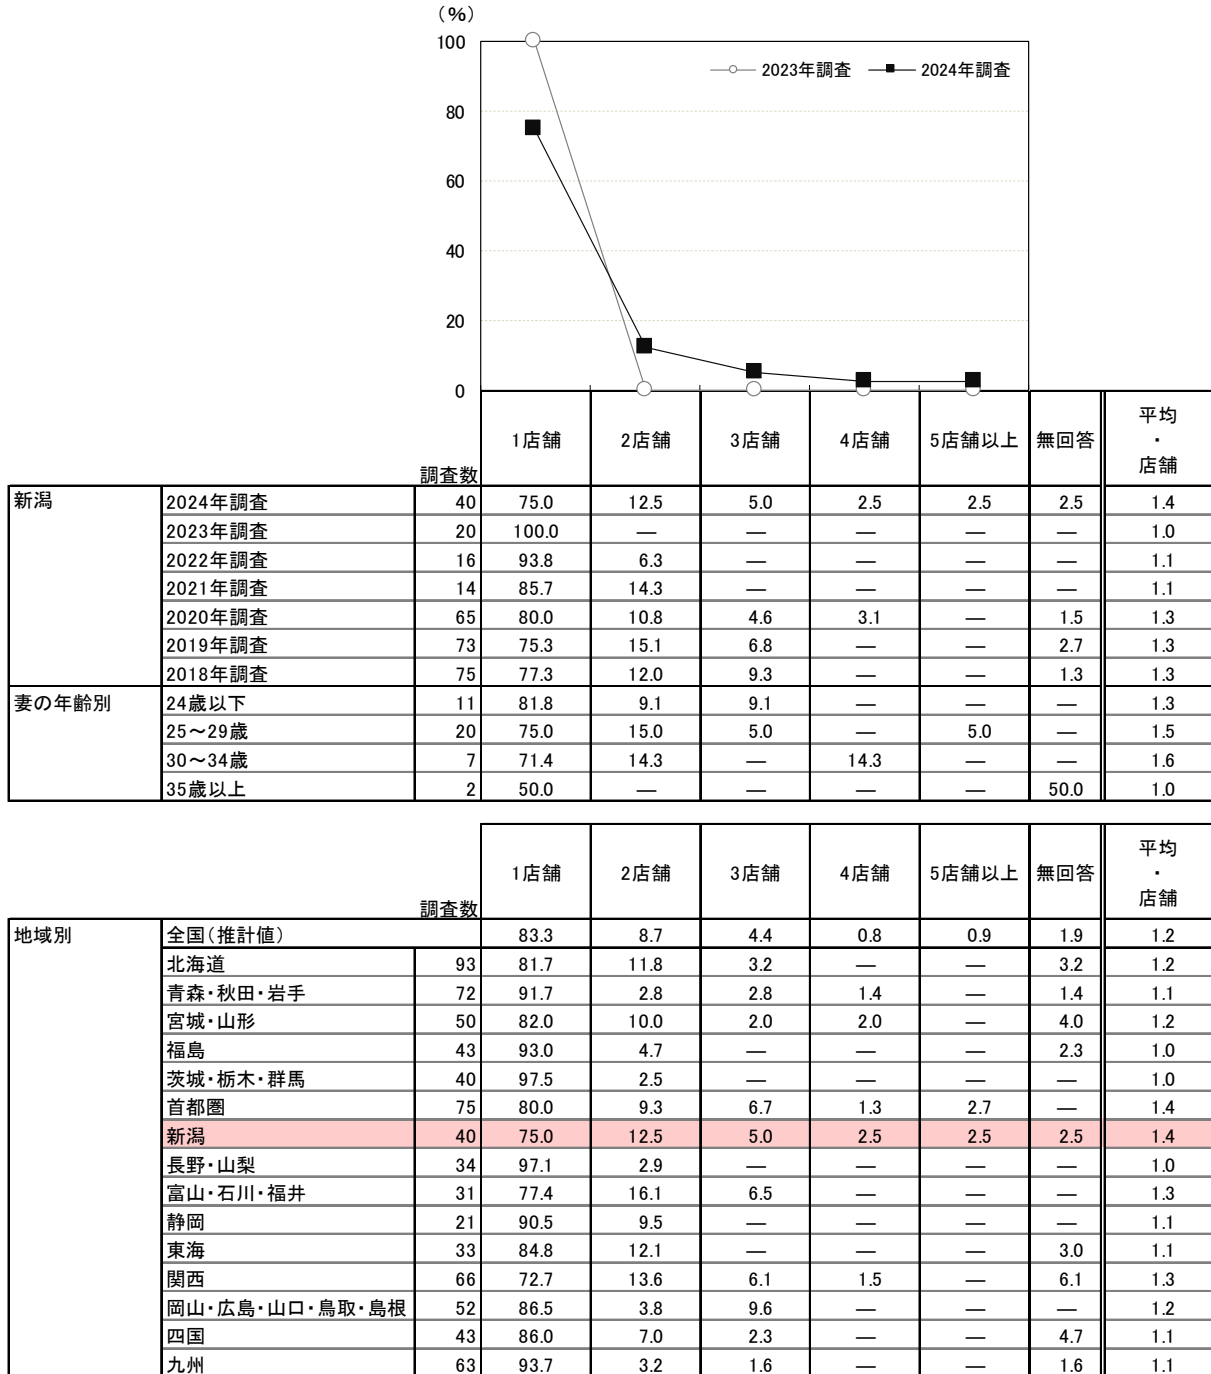 （％）
100
80
60
40
20
0
2023年調査 2024年調査
調査数 1店舗 2店舗 3店舗 4店舗 5店舗以上 無回答 平均・店舗
新潟 2024年調査 40 75.0 12.5 5.0 2.5 2.5 2.5 1.4
2023年調査 20 100.0 — — — — — 1.0
2022年調査 16 93.8 6.3 — — — — 1.1
2021年調査 14 85.7 14.3 — — — — 1.1
2020年調査 65 80.0 10.8 4.6 3.1 — 1.5 1.3
2019年調査 73 75.3 15.1 6.8 — — 2.7 1.3
2018年調査 75 77.3 12.0 9.3 — — 1.3 1.3
妻の年齢別 24歳以下 11 81.8 9.1 9.1 — — — 1.3
25～29歳 20 75.0 15.0 5.0 — 5.0 — 1.5
30～34歳 7 71.4 14.3 — 14.3 — — 1.6
35歳以上 2 50.0 — — — — 50.0 1.0
調査数 1店舗 2店舗 3店舗 4店舗 5店舗以上 無回答 平均・店舗
地域別 全国（推計値） 83.3 8.7 4.4 0.8 0.9 1.9 1.2
北海道 93 81.7 11.8 3.2 — — 3.2 1.2
青森・秋田・岩手 72 91.7 2.8 2.8 1.4 — 1.4 1.1
宮城・山形 50 82.0 10.0 2.0 2.0 — 4.0 1.2
福島 43 93.0 4.7 — — — 2.3 1.0
茨城・栃木・群馬 40 97.5 2.5 — — — — 1.0
首都圏 75 80.0 9.3 6.7 1.3 2.7 — 1.4
新潟 40 75.0 12.5 5.0 2.5 2.5 2.5 1.4
長野・山梨 34 97.1 2.9 — — — — 1.0
富山・石川・福井 31 77.4 16.1 6.5 — — — 1.3
静岡 21 90.5 9.5 — — — — 1.1
東海 33 84.8 12.1 — — — 3.0 1.1
関西 66 72.7 13.6 6.1 1.5 — 6.1 1.3
岡山・広島・山口・鳥取・島根 52 86.5 3.8 9.6 — — — 1.2
四国 43 86.0 7.0 2.3 — — 4.7 1.1
九州 63 93.7 3.2 1.6 — — 1.6 1.1